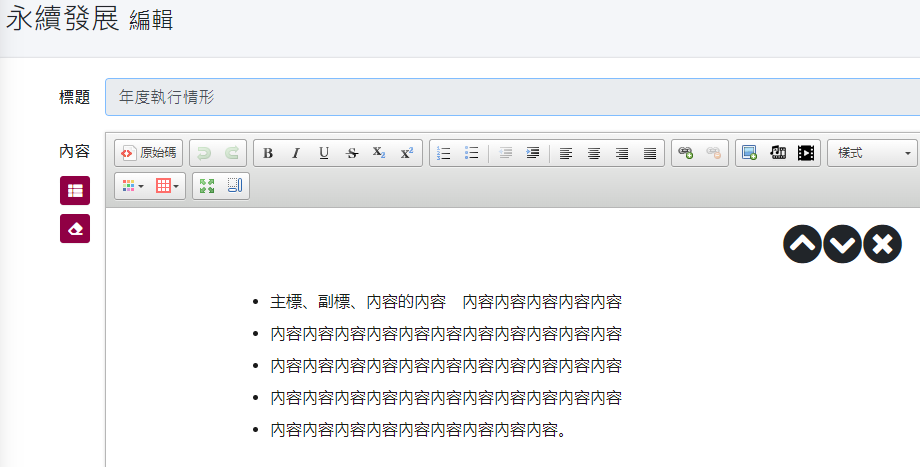 永續發展 編輯
標題 年度執行情形
內容 原始碼 B I U S X₂ X² 樣式
主標、副標、內容的內容　內容內容內容內容內容
內容內容內容內容內容內容內容內容內容內容內容
內容內容內容內容內容內容內容內容內容內容內容
內容內容內容內容內容內容內容內容內容內容內容
內容內容內容內容內容內容內容內容內容。